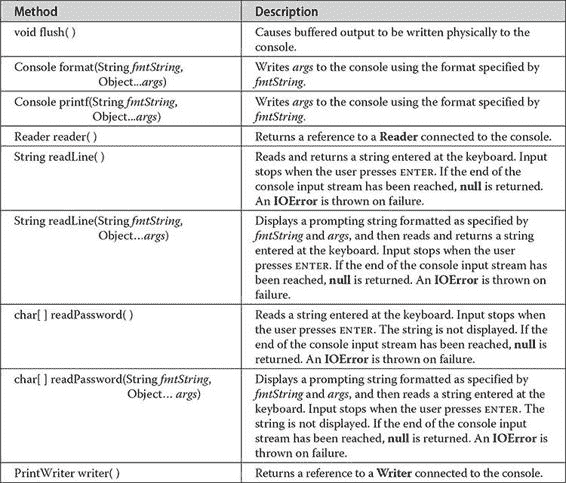 Method Description
void flush( ) Causes buffered output to be written physically to the
console.
Console format(String fmtString, Writes args to the console using the format specified by
Object...args) fmtString.
Console printf(String fmtString, Writes args to the console using the format specified by
Object...args) fmtString.
Reader reader( ) Returns a reference to a Reader connected to the console.
String readLine( ) Reads and returns a string entered at the keyboard. Input
stops when the user presses ENTER. If the end of the
console input stream has been reached, null is returned.
An IOError is thrown on failure.
String readLine(String fmtString, Displays a prompting string formatted as specified by
Object…args) fmtString and args, and then reads and returns a string
entered at the keyboard. Input stops when the user
presses ENTER. If the end of the console input stream has
been reached, null is returned. An IOError is thrown on
failure.
char[ ] readPassword( ) Reads a string entered at the keyboard. Input stops when
the user presses ENTER. The string is not displayed. If the
end of the console input stream has been reached, null is
returned. An IOError is thrown on failure.
char[ ] readPassword(String fmtString, Displays a prompting string formatted as specified by
Object… args) fmtString and args, and then reads a string entered at the
keyboard. Input stops when the user presses ENTER. The
string is not displayed. If the end of the console input
stream has been reached, null is returned. An IOError is
thrown on failure.
PrintWriter writer( ) Returns a reference to a Writer connected to the console.